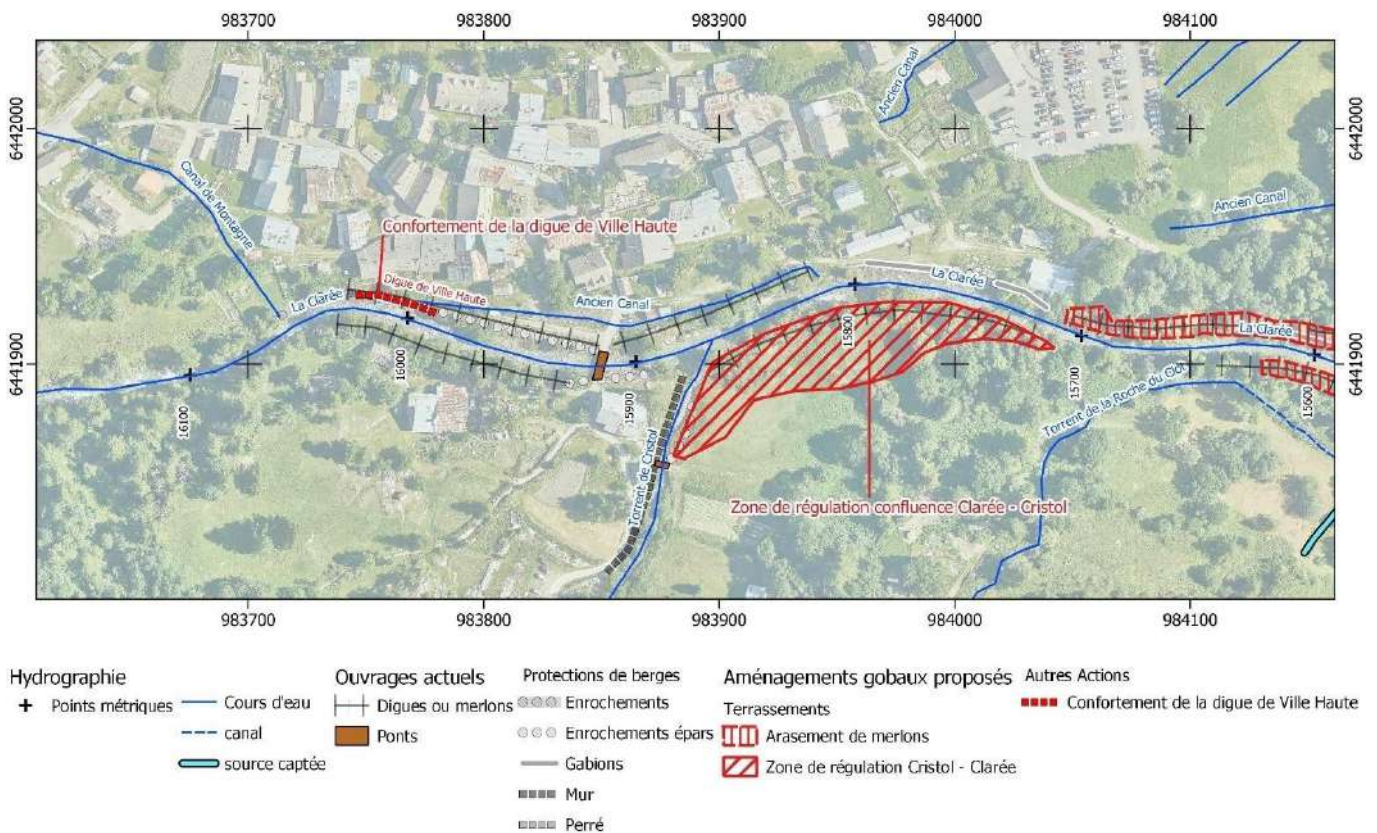 983700 983800 983900 984000 984100
6442000 6442000
Ancien Canal
Canal de Montagne
Ancien Canal
Confortement de la digue de Ville Haute
La Clarée
Digue de Ville Haute
Ancien Canal
La Clarée
La Clarée
6441900 6441900
16100
16000
15900
15800
15700
15600
Torrent de la Roche du Clot
Torrent de Cristol
Zone de régulation confluence Clarée - Cristol
983700 983800 983900 984000 984100
Hydrographie
Points métriques
Cours d'eau
canal
source captée
Ouvrages actuels
Digues ou merlons
Ponts
Protections de berges
Enrochements
Enrochements épars
Gabions
Mur
Perré
Aménagements gobaux proposés
Terrassements
Arasement de merlons
Zone de régulation Cristol - Clarée
Autres Actions
Confortement de la digue de Ville Haute